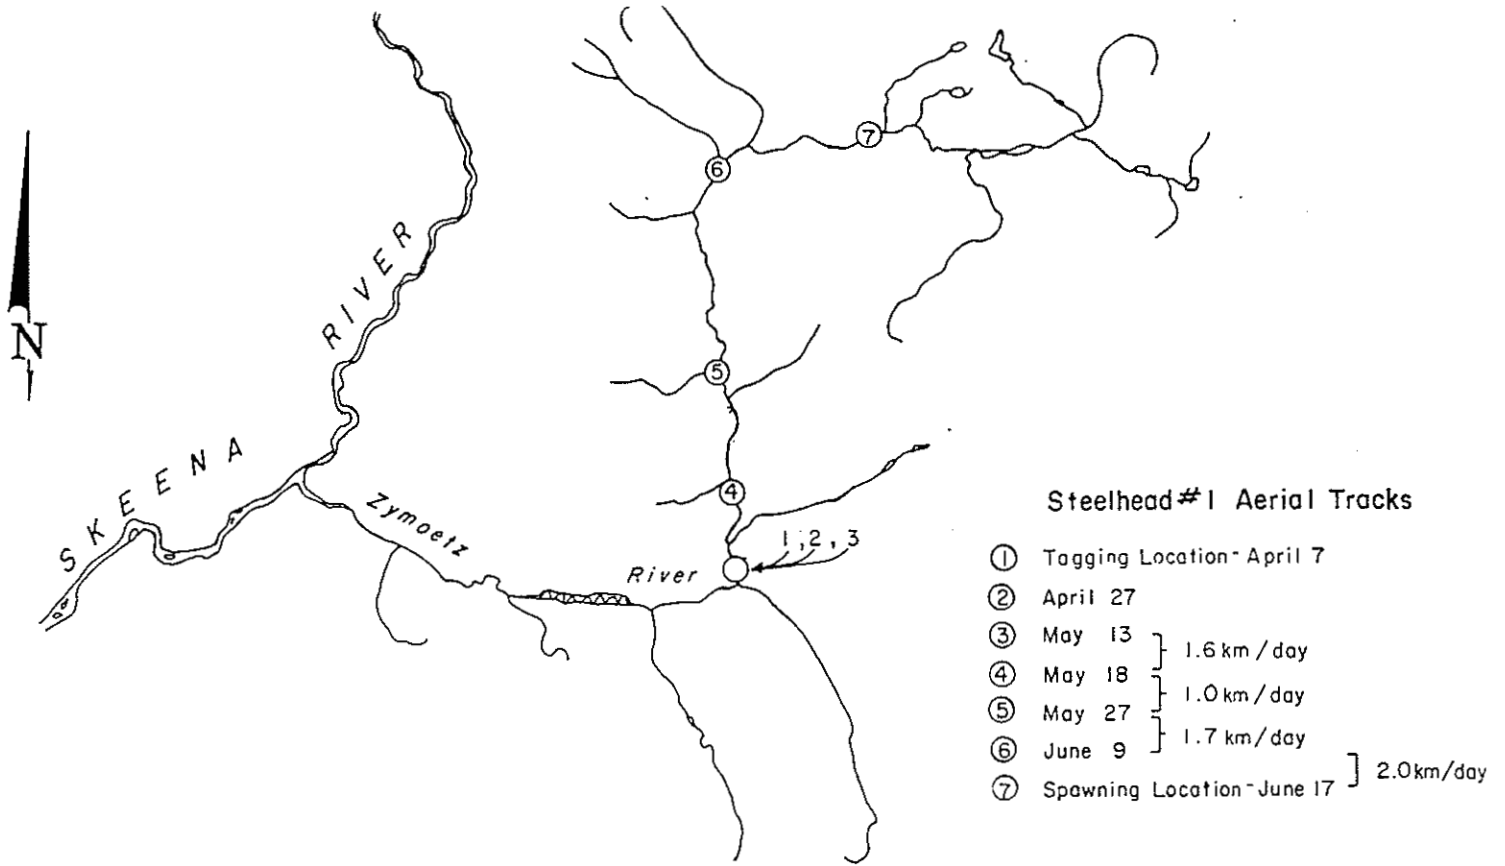 N
SKEENA RIVER
Zymoetz River
7
6
5
4
1,2,3
Steelhead #1 Aerial Tracks
1 Tagging Location - April 7
2 April 27
3 May 13
1.6 km/day
4 May 18
1.0 km/day
5 May 27
1.7 km/day
6 June 9
7 Spawning Location - June 17
2.0km/day